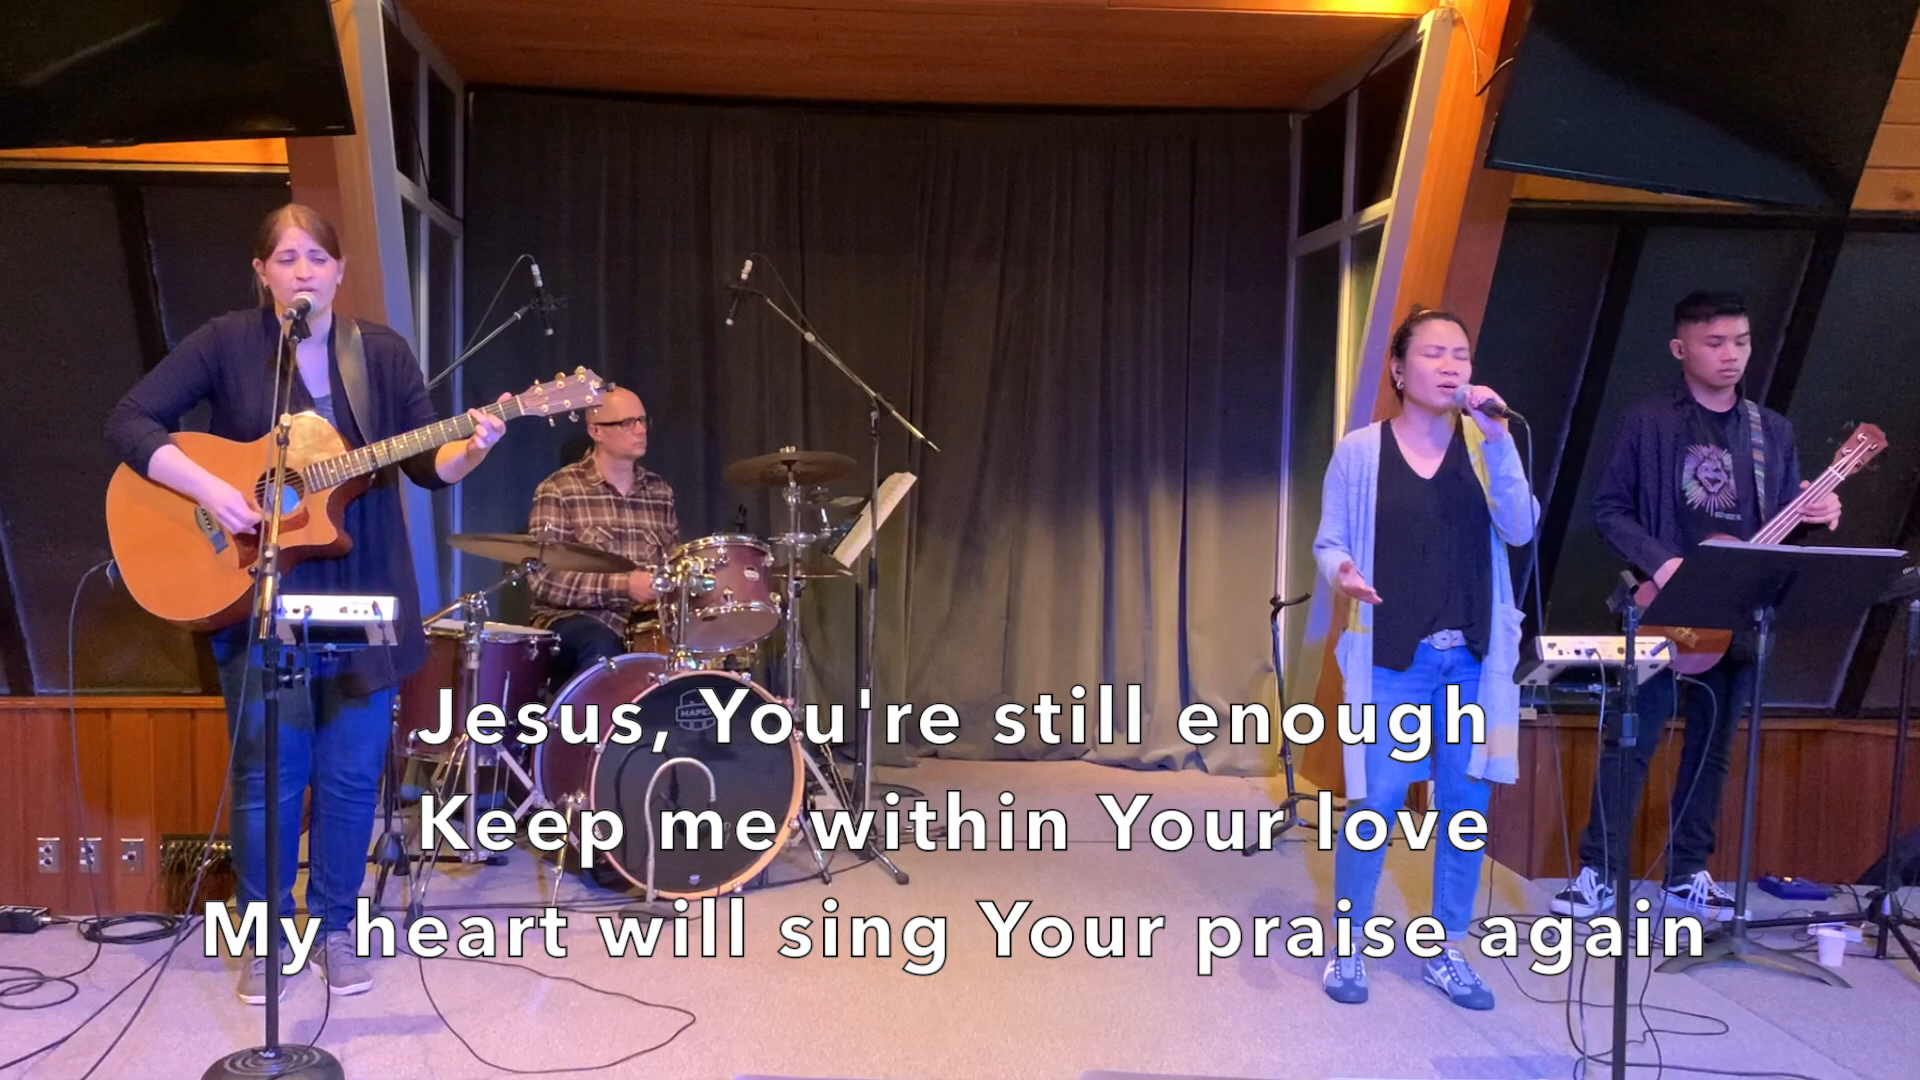 Jesus, You're still enough
Keep me within Your love
My heart will sing Your praise again